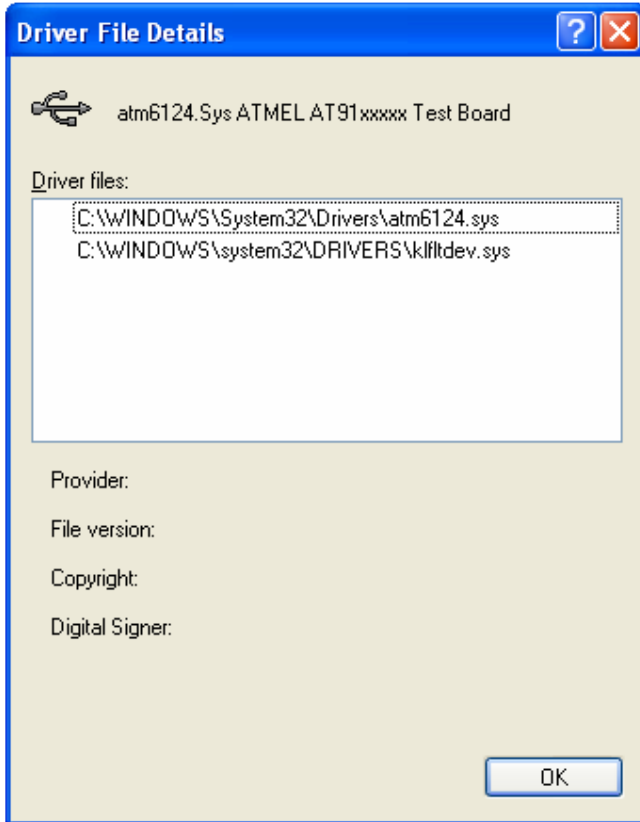 Driver File Details
atm6124.Sys ATMEL AT91xxxxx Test Board
Driver files:
C:\WINDOWS\System32\Drivers\atm6124.sys
C:\WINDOWS\system32\DRIVERS\klfltdev.sys
Provider:
File version:
Copyright:
Digital Signer:
OK